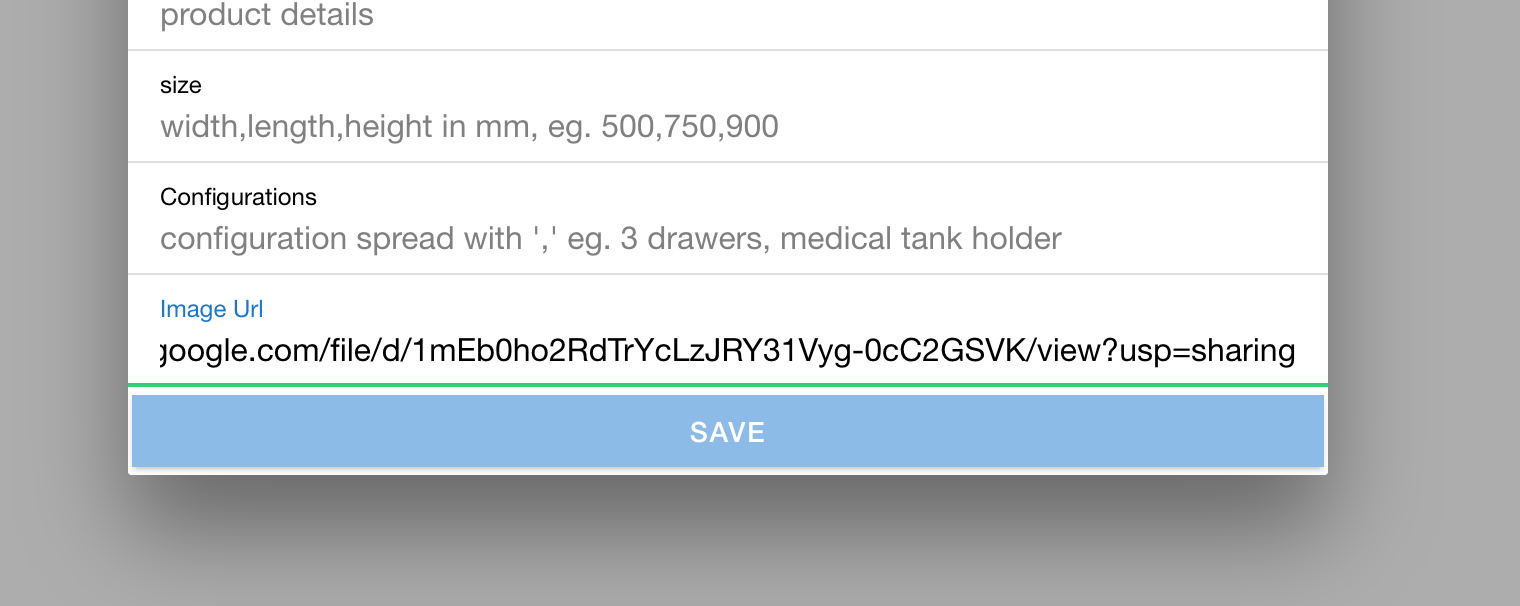 product details
size
width,length,height in mm, eg. 500,750,900
Configurations
configuration spread with ',' eg. 3 drawers, medical tank holder
Image Url
google.com/file/d/1mEb0ho2RdTrYcLzJRY31Vyg-0cC2GSVK/view?usp=sharing
SAVE